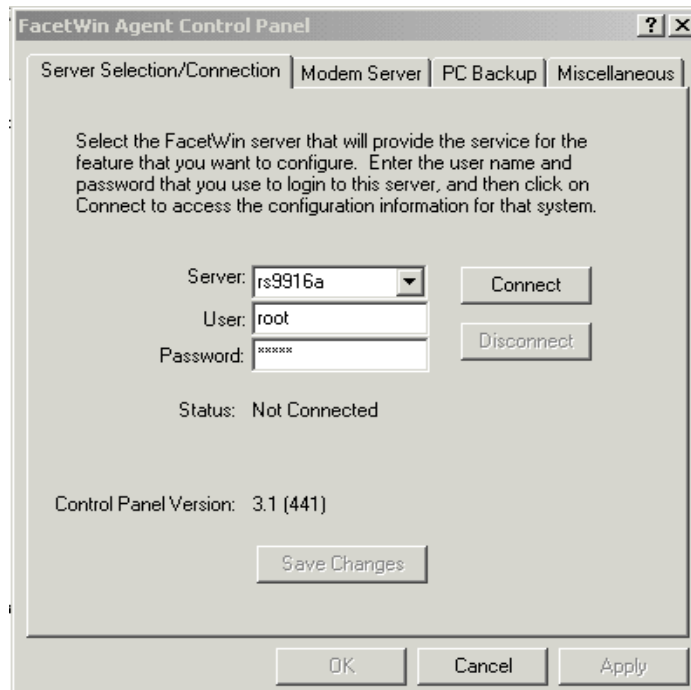 FacetWin Agent Control Panel
Server Selection/Connection Modem Server PC Backup Miscellaneous
Select the FacetWin server that will provide the service for the
feature that you want to configure. Enter the user name and
password that you use to login to this server, and then click on
Connect to access the configuration information for that system.
Server: rs9916a Connect
User: root
Disconnect
Password: *****
Status: Not Connected
Control Panel Version: 3.1 (441)
Save Changes
OK Cancel Apply